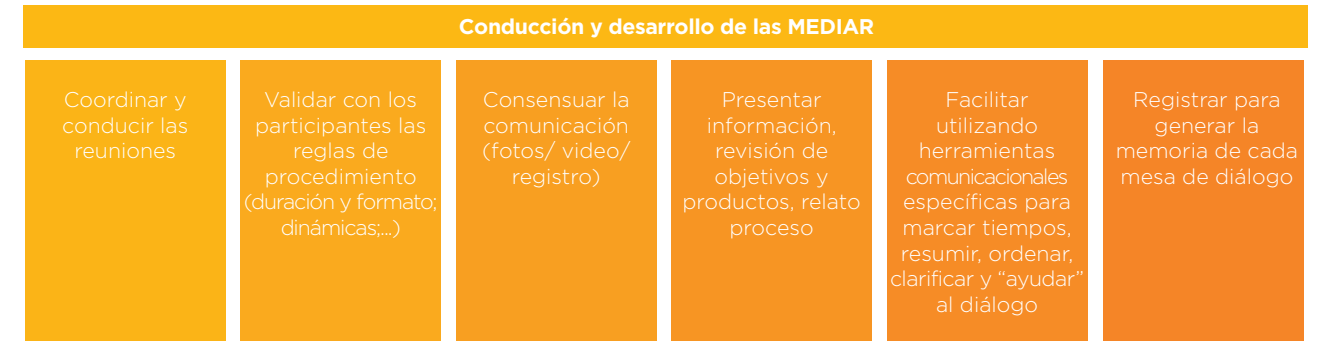 Conducción y desarrollo de las MEDIAR
Coordinar y
conducir las
reuniones
Validar con los
participantes las
reglas de
procedimiento
(duración y formato;
dinámicas;...)
Consensuar la
comunicación
(fotos/ video/
registro)
Presentar
información,
revisión de
objetivos y
productos, relato
proceso
Facilitar
utilizando
herramientas
comunicacionales
específicas para
marcar tiempos,
resumir, ordenar,
clarificar y “ayudar”
al diálogo
Registrar para
generar la
memoria de cada
mesa de diálogo